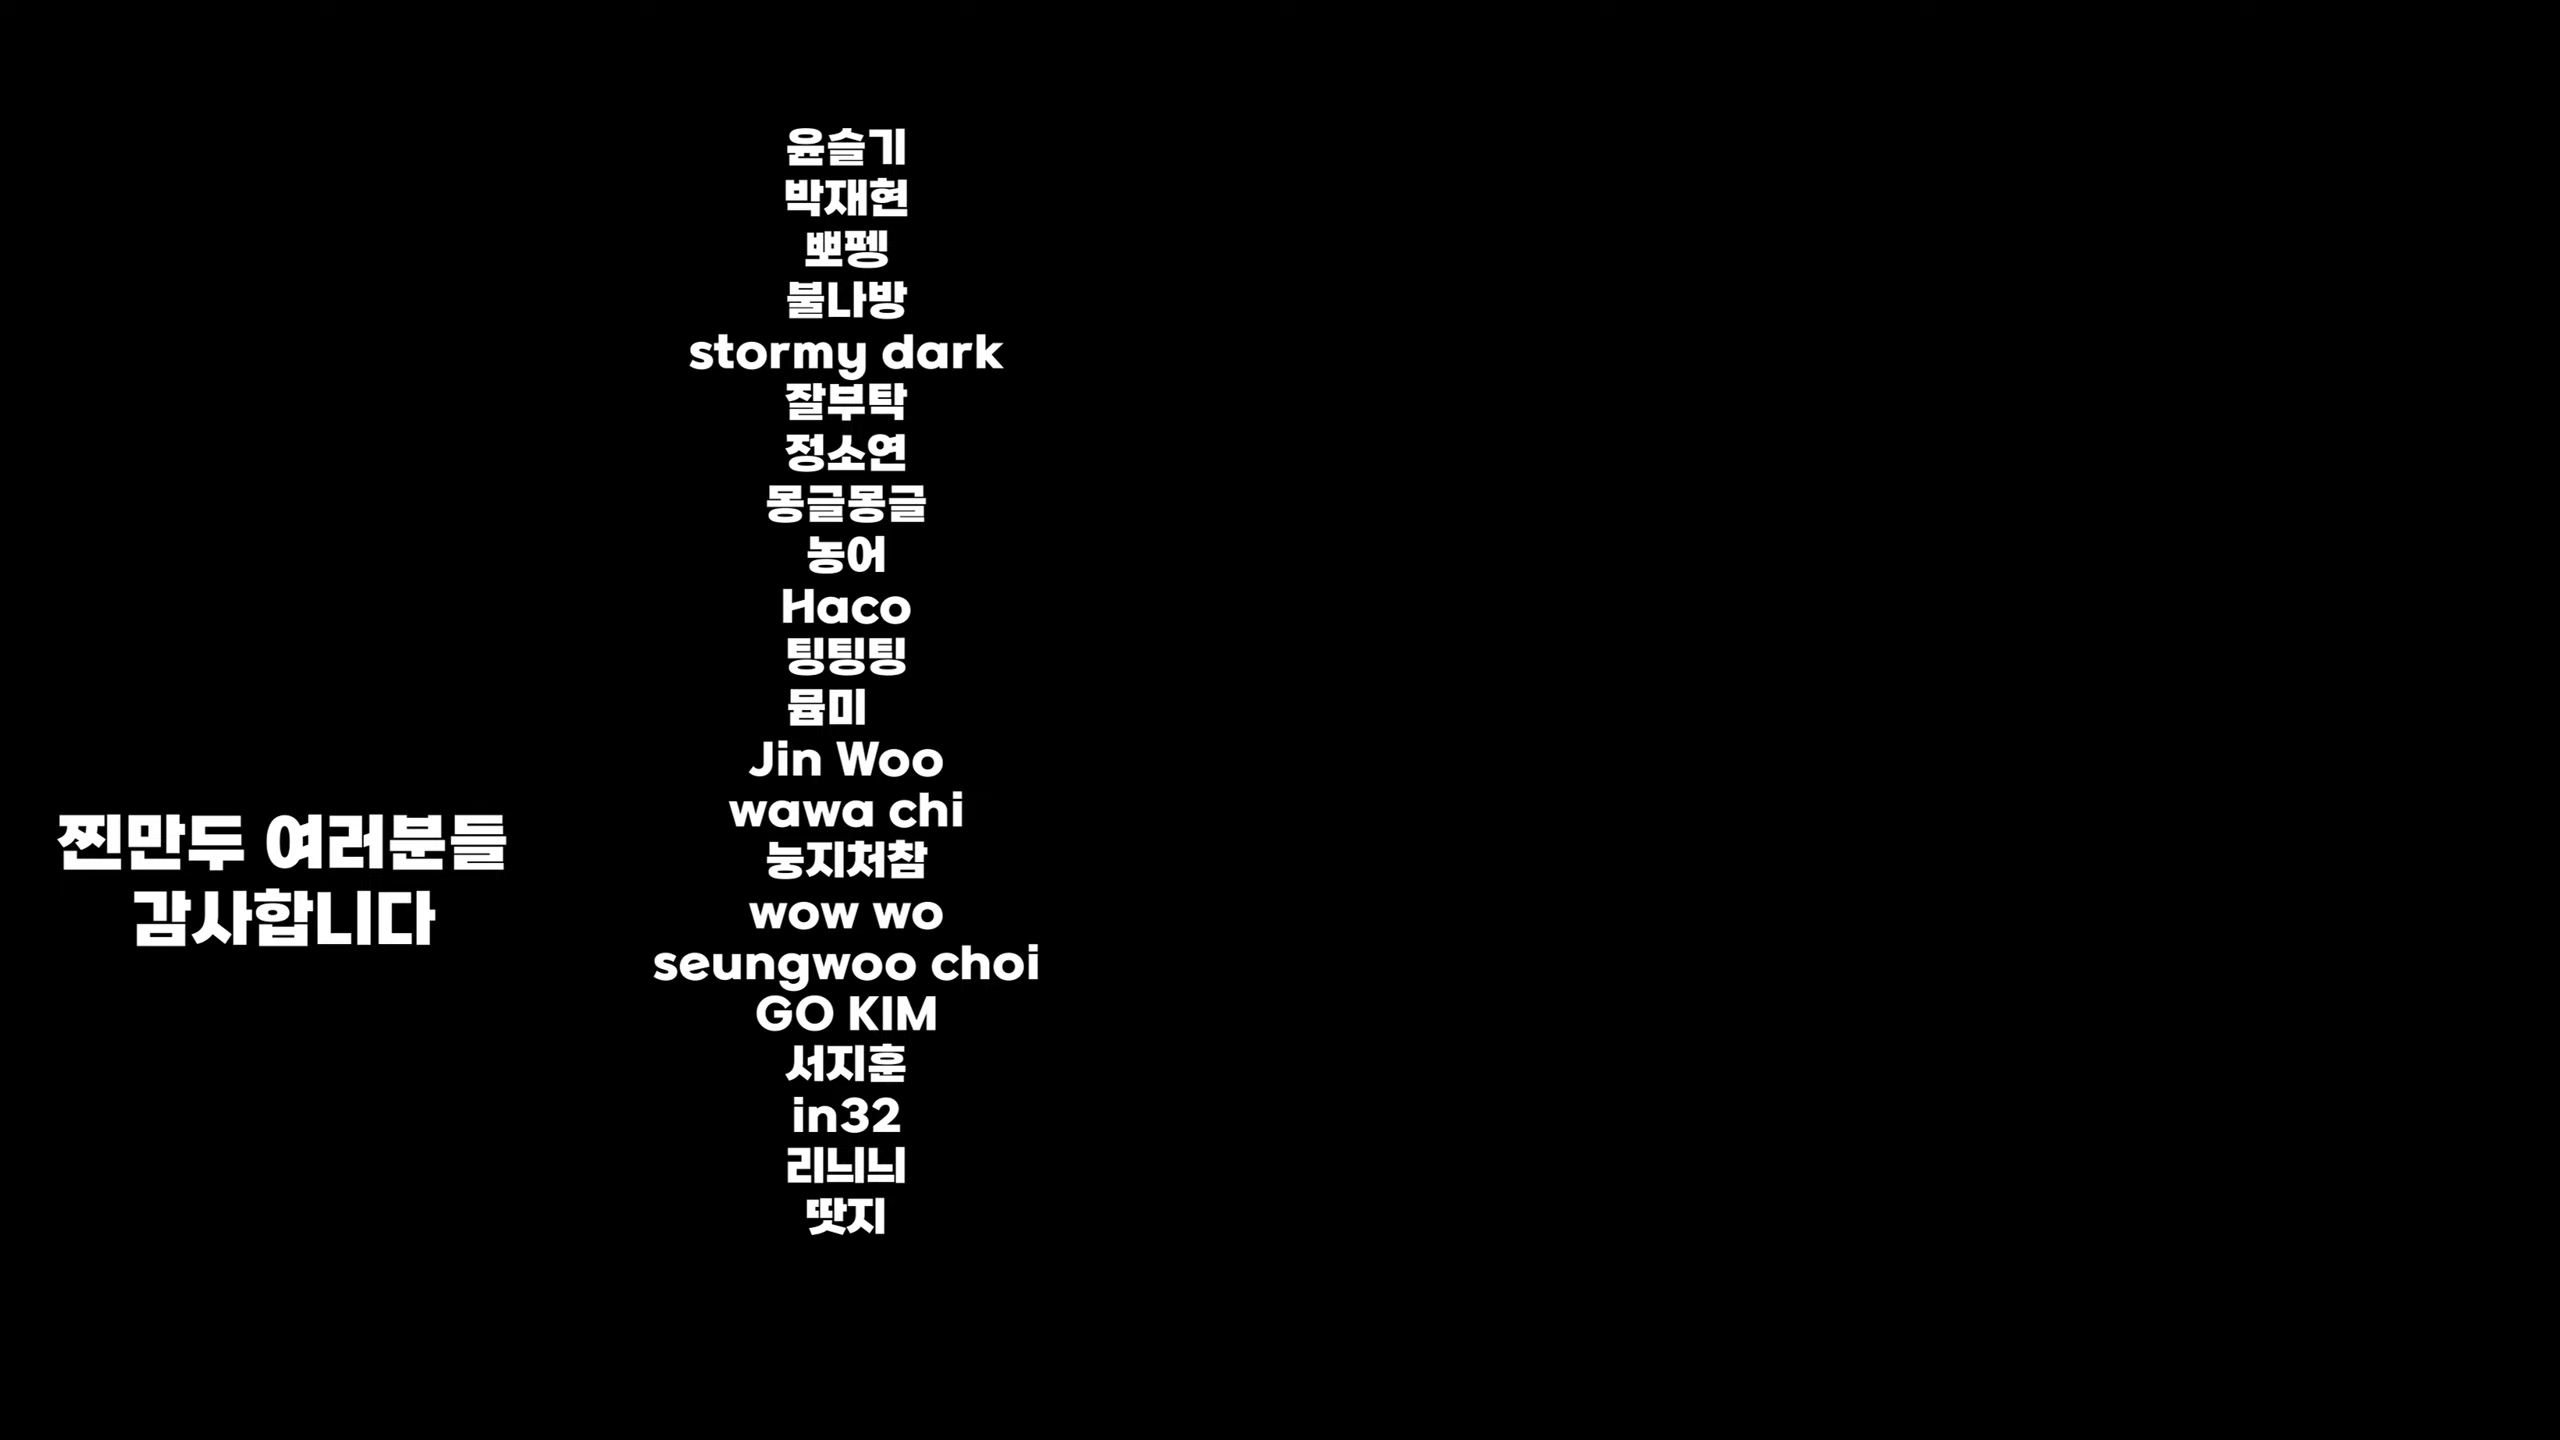 찐만두 여러분들
감사합니다
윤슬기
박재현
뽀펭
불나방
stormy dark
잘부탁
정소연
몽글몽글
농어
Haco
팅팅팅
뮴미
Jin Woo
wawa chi
눙지처참
wow wo
seungwoo choi
GO KIM
서지훈
in32
리늬늬
땃지